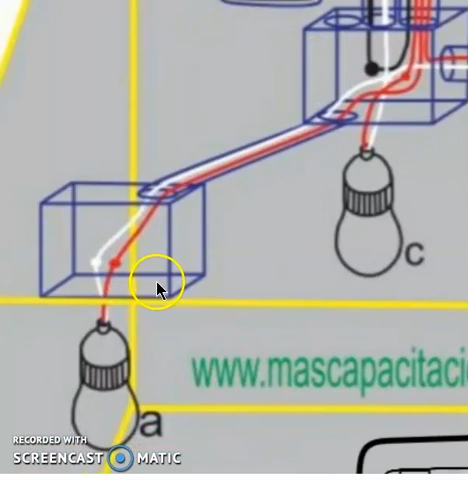 c
www.mascapacitaci
a
RECORDED WITH
SCREENCAST MATIC